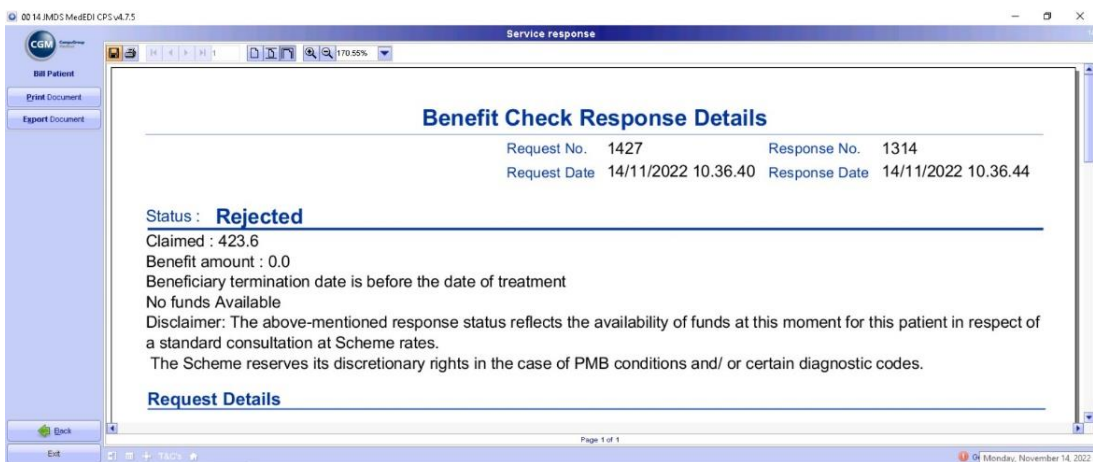 00 14 JMDS MedEDI CPS v4.7.5
Service response
CGM
Bill Patient
Print Document
Export Document
1
170.55%
Benefit Check Response Details
Request No. 1427 Response No. 1314
Request Date 14/11/2022 10.36.40 Response Date 14/11/2022 10.36.44
Status : Rejected
Claimed : 423.6
Benefit amount : 0.0
Beneficiary termination date is before the date of treatment
No funds Available
Disclaimer: The above-mentioned response status reflects the availability of funds at this moment for this patient in respect of
a standard consultation at Scheme rates.
The Scheme reserves its discretionary rights in the case of PMB conditions and/ or certain diagnostic codes.
Request Details
Back
Page 1 of 1
Exit
T&C's
Monday, November 14, 2022